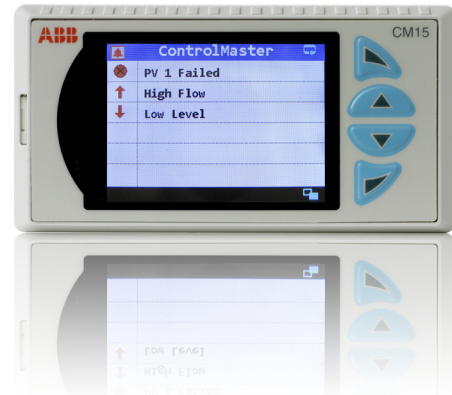 ABB
CM15
ControlMaster
PV 1 Failed
High Flow
Low Level